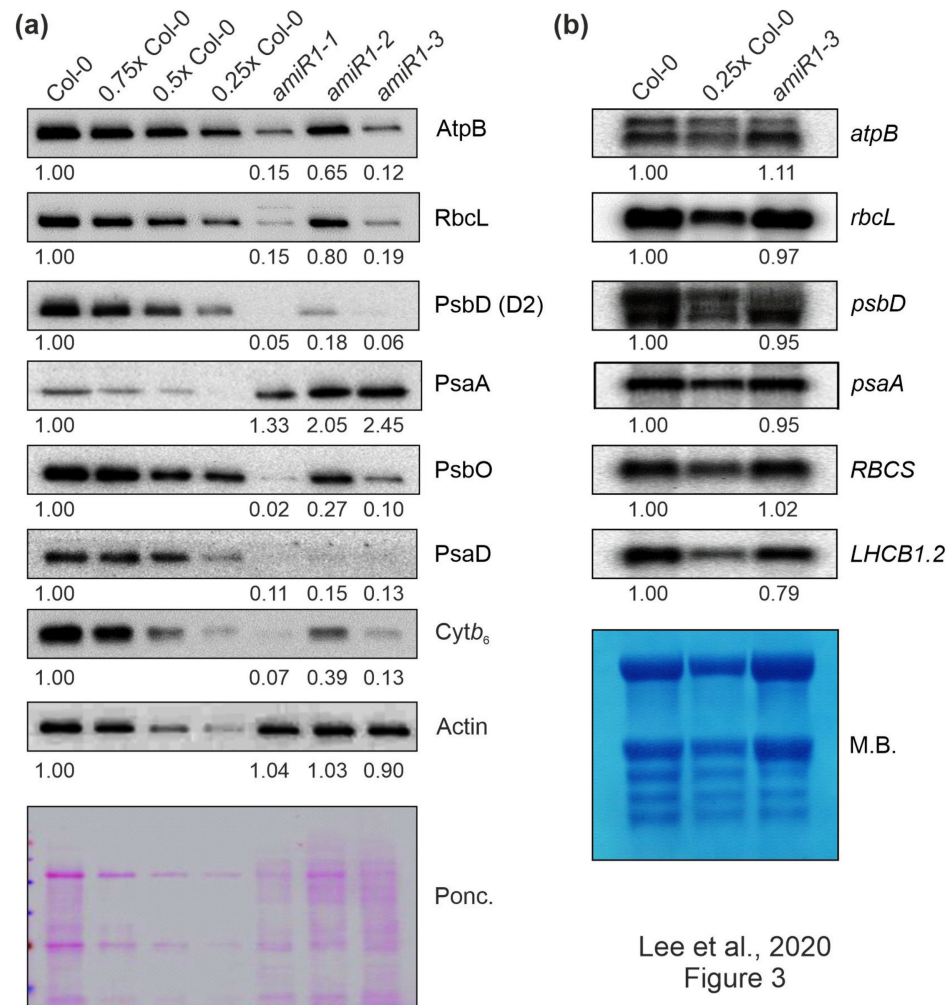 (a)
Col-0 0.75x Col-0 0.5x Col-0 0.25x Col-0 amiR1-1 amiR1-2 amiR1-3
AtpB
1.00 0.15 0.65 0.12
RbcL
1.00 0.15 0.80 0.19
PsbD (D2)
1.00 0.05 0.18 0.06
PsaA
1.00 1.33 2.05 2.45
PsbO
1.00 0.02 0.27 0.10
PsaD
1.00 0.11 0.15 0.13
Cytb₆
1.00 0.07 0.39 0.13
Actin
1.00 1.04 1.03 0.90
Ponc.
(b)
Col-0 0.25x Col-0 amiR1-3
atpB
1.00 1.11
rbcL
1.00 0.97
psbD
1.00 0.95
psaA
1.00 0.95
RBCS
1.00 1.02
LHCB1.2
1.00 0.79
M.B.
Lee et al., 2020
Figure 3